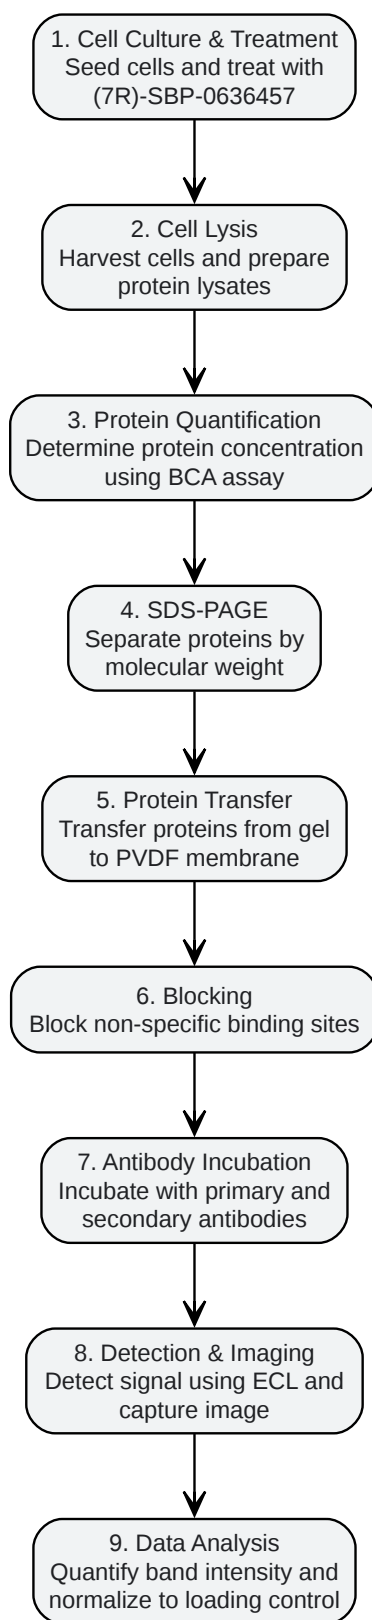 1. Cell Culture & Treatment
Seed cells and treat with
(7R)-SBP-0636457
2. Cell Lysis
Harvest cells and prepare
protein lysates
3. Protein Quantification
Determine protein concentration
using BCA assay
4. SDS-PAGE
Separate proteins by
molecular weight
5. Protein Transfer
Transfer proteins from gel
to PVDF membrane
6. Blocking
Block non-specific binding sites
7. Antibody Incubation
Incubate with primary and
secondary antibodies
8. Detection & Imaging
Detect signal using ECL and
capture image
9. Data Analysis
Quantify band intensity and
normalize to loading control